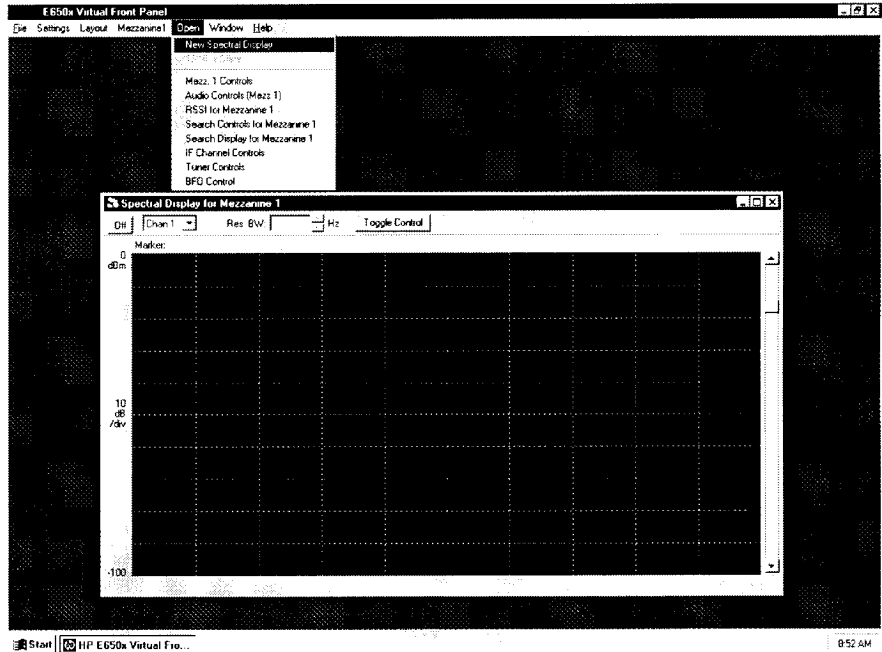 E650x Virtual Front Panel
File Settings Layout Mezzanine1 Open Window Help
New Spectral Display
Mezz. 1 Controls
Audio Controls (Mezz 1)
RSSI for Mezzanine 1
Search Controls for Mezzanine 1
Search Display for Mezzanine 1
IF Channel Controls
Tuner Controls
BFO Control
Spectral Display for Mezzanine 1
Off Chan 1 Res. BW: Hz Toggle Control
Marker:
0
dBm
10
dB
/div
-100
Start HP E650x Virtual Fro...
8:52 AM